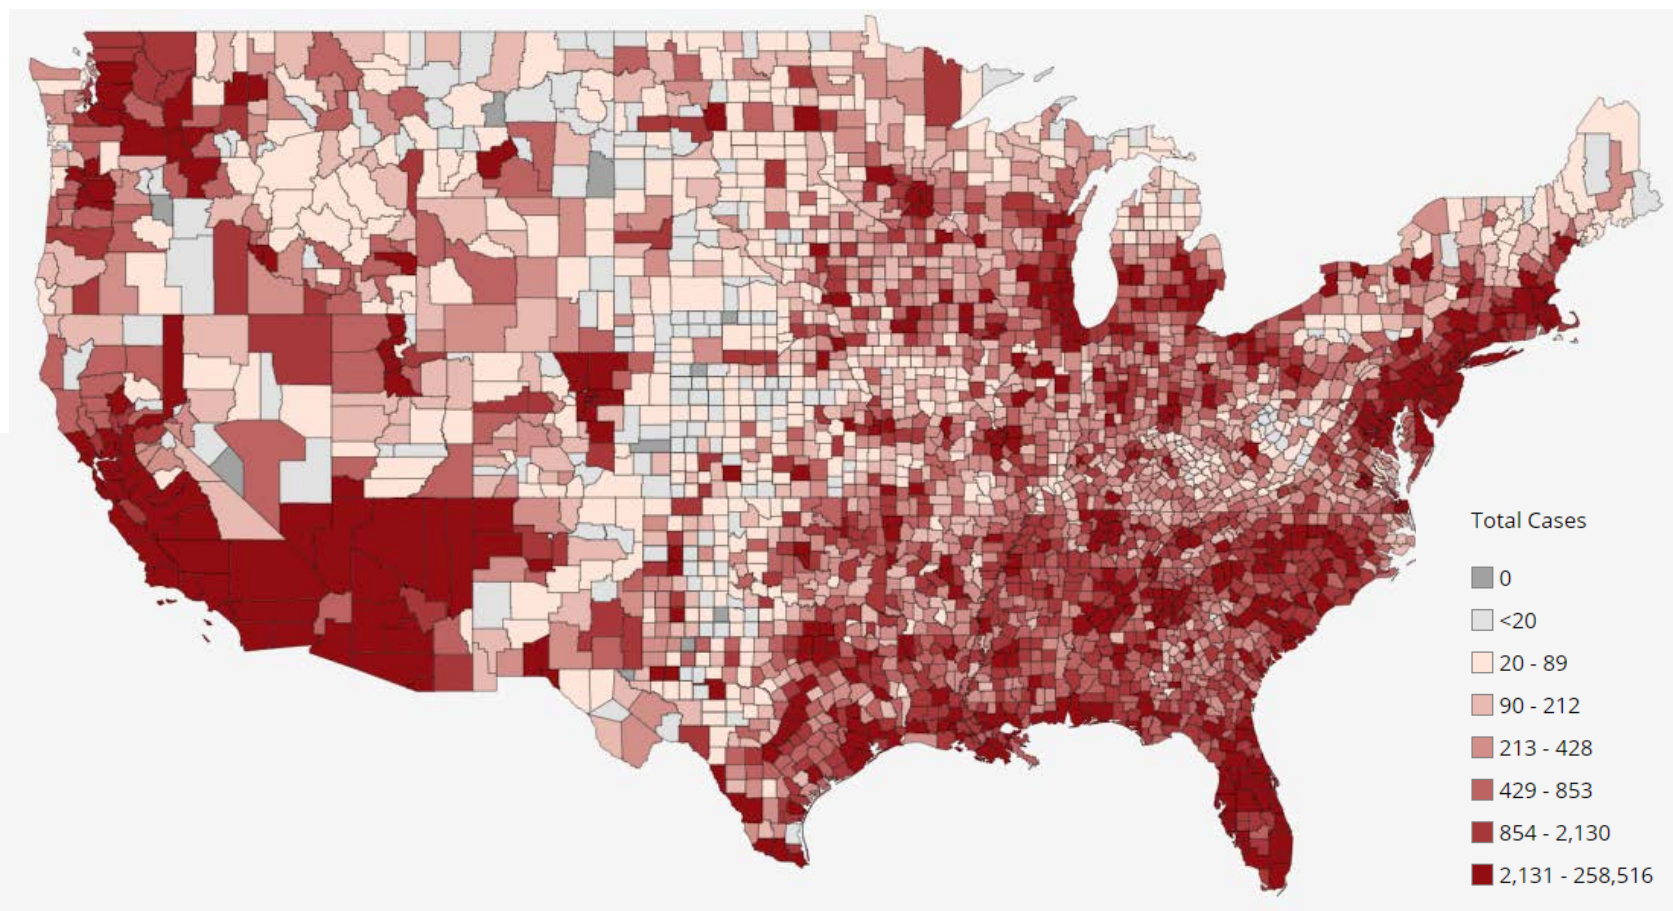 Total Cases
0
<20
20 - 89
90 - 212
213 - 428
429 - 853
854 - 2,130
2,131 - 258,516